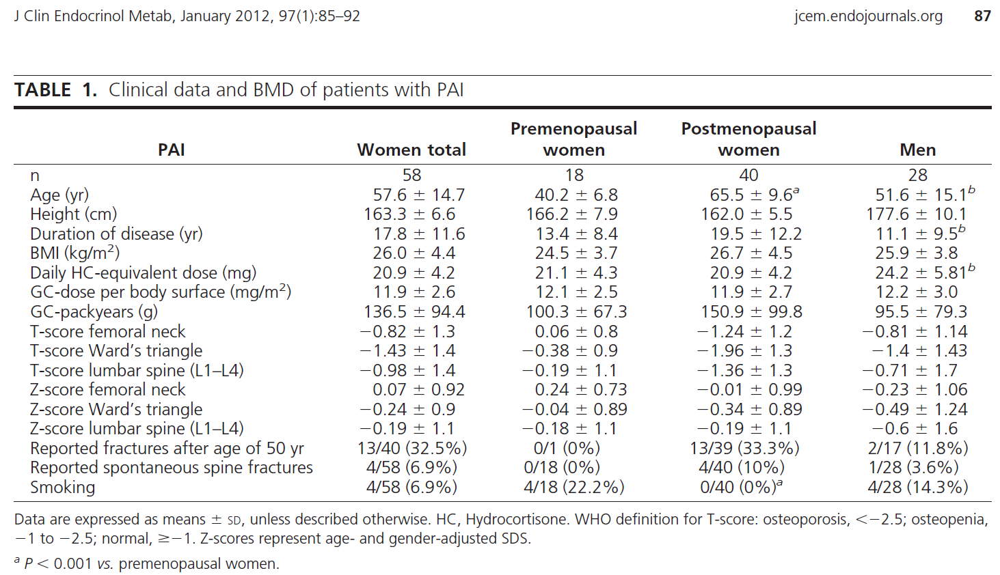 J Clin Endocrinol Metab, January 2012, 97(1):85–92 jcem.endojournals.org 87
TABLE 1. Clinical data and BMD of patients with PAI
PAI Women total Premenopausal women Postmenopausal women Men
n 58 18 40 28
Age (yr) 57.6 ± 14.7 40.2 ± 6.8 65.5 ± 9.6a 51.6 ± 15.1b
Height (cm) 163.3 ± 6.6 166.2 ± 7.9 162.0 ± 5.5 177.6 ± 10.1
Duration of disease (yr) 17.8 ± 11.6 13.4 ± 8.4 19.5 ± 12.2 11.1 ± 9.5b
BMI (kg/m2) 26.0 ± 4.4 24.5 ± 3.7 26.7 ± 4.5 25.9 ± 3.8
Daily HC-equivalent dose (mg) 20.9 ± 4.2 21.1 ± 4.3 20.9 ± 4.2 24.2 ± 5.81b
GC-dose per body surface (mg/m2) 11.9 ± 2.6 12.1 ± 2.5 11.9 ± 2.7 12.2 ± 3.0
GC-packyears (g) 136.5 ± 94.4 100.3 ± 67.3 150.9 ± 99.8 95.5 ± 79.3
T-score femoral neck −0.82 ± 1.3 0.06 ± 0.8 −1.24 ± 1.2 −0.81 ± 1.14
T-score Ward's triangle −1.43 ± 1.4 −0.38 ± 0.9 −1.96 ± 1.3 −1.4 ± 1.43
T-score lumbar spine (L1–L4) −0.98 ± 1.4 −0.19 ± 1.1 −1.36 ± 1.3 −0.71 ± 1.7
Z-score femoral neck 0.07 ± 0.92 0.24 ± 0.73 −0.01 ± 0.99 −0.23 ± 1.06
Z-score Ward's triangle −0.24 ± 0.9 −0.04 ± 0.89 −0.34 ± 0.89 −0.49 ± 1.24
Z-score lumbar spine (L1–L4) −0.19 ± 1.1 −0.18 ± 1.1 −0.19 ± 1.1 −0.6 ± 1.6
Reported fractures after age of 50 yr 13/40 (32.5%) 0/1 (0%) 13/39 (33.3%) 2/17 (11.8%)
Reported spontaneous spine fractures 4/58 (6.9%) 0/18 (0%) 4/40 (10%) 1/28 (3.6%)
Smoking 4/58 (6.9%) 4/18 (22.2%) 0/40 (0%)a 4/28 (14.3%)
Data are expressed as means ± SD, unless described otherwise. HC, Hydrocortisone. WHO definition for T-score: osteoporosis, <−2.5; osteopenia,
−1 to −2.5; normal, ≥−1. Z-scores represent age- and gender-adjusted SDS.
a P < 0.001 vs. premenopausal women.